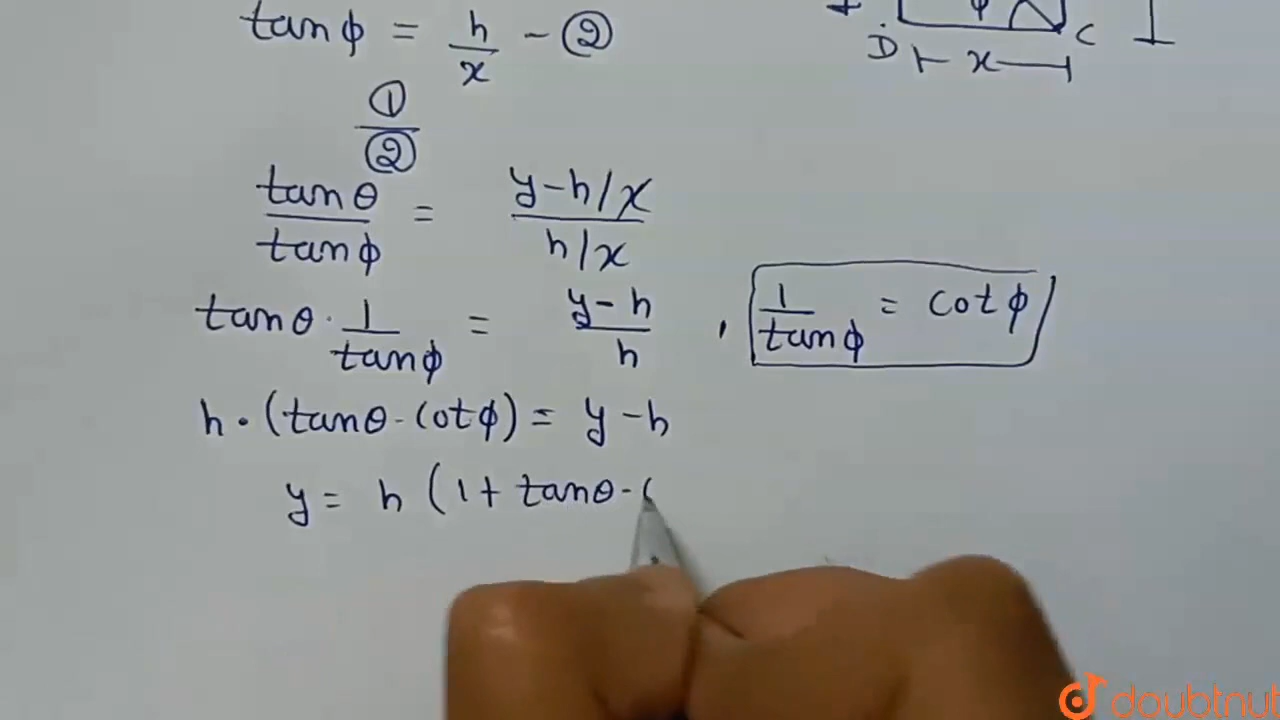 tanϕ = h/x - ②
ϕ
D x C
①/②
tanθ/tanϕ = (y-h/x)/(h/x)
tanθ · 1/tanϕ = (y-h)/h , 1/tanϕ = cotϕ
h·(tanθ·cotϕ) = y-h
y = h (1+ tanθ·c
doubtnut